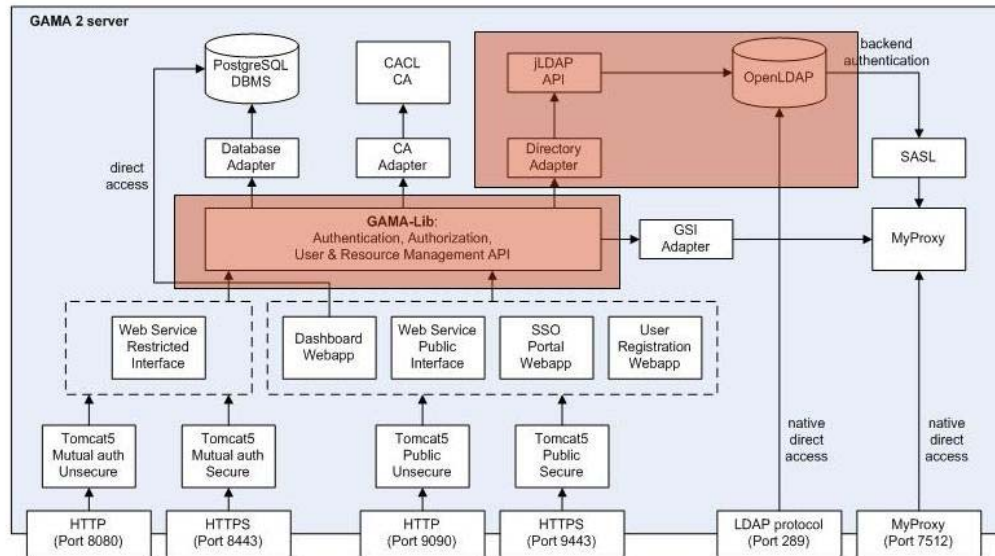 GAMA 2 server
PostgreSQL
DBMS
CACL
CA
jLDAP
API
OpenLDAP
backend
authentication
direct
access
Database
Adapter
CA
Adapter
Directory
Adapter
SASL
GAMA-Lib:
Authentication, Authorization,
User & Resource Management API
GSI
Adapter
MyProxy
Web Service
Restricted
Interface
Dashboard
Webapp
Web Service
Public
Interface
SSO
Portal
Webapp
User
Registration
Webapp
Tomcat5
Mutual auth
Unsecure
Tomcat5
Mutual auth
Secure
Tomcat5
Public
Unsecure
Tomcat5
Public
Secure
native
direct
access
native
direct
access
HTTP
(Port 8080)
HTTPS
(Port 8443)
HTTP
(Port 9090)
HTTPS
(Port 9443)
LDAP protocol
(Port 289)
MyProxy
(Port 7512)